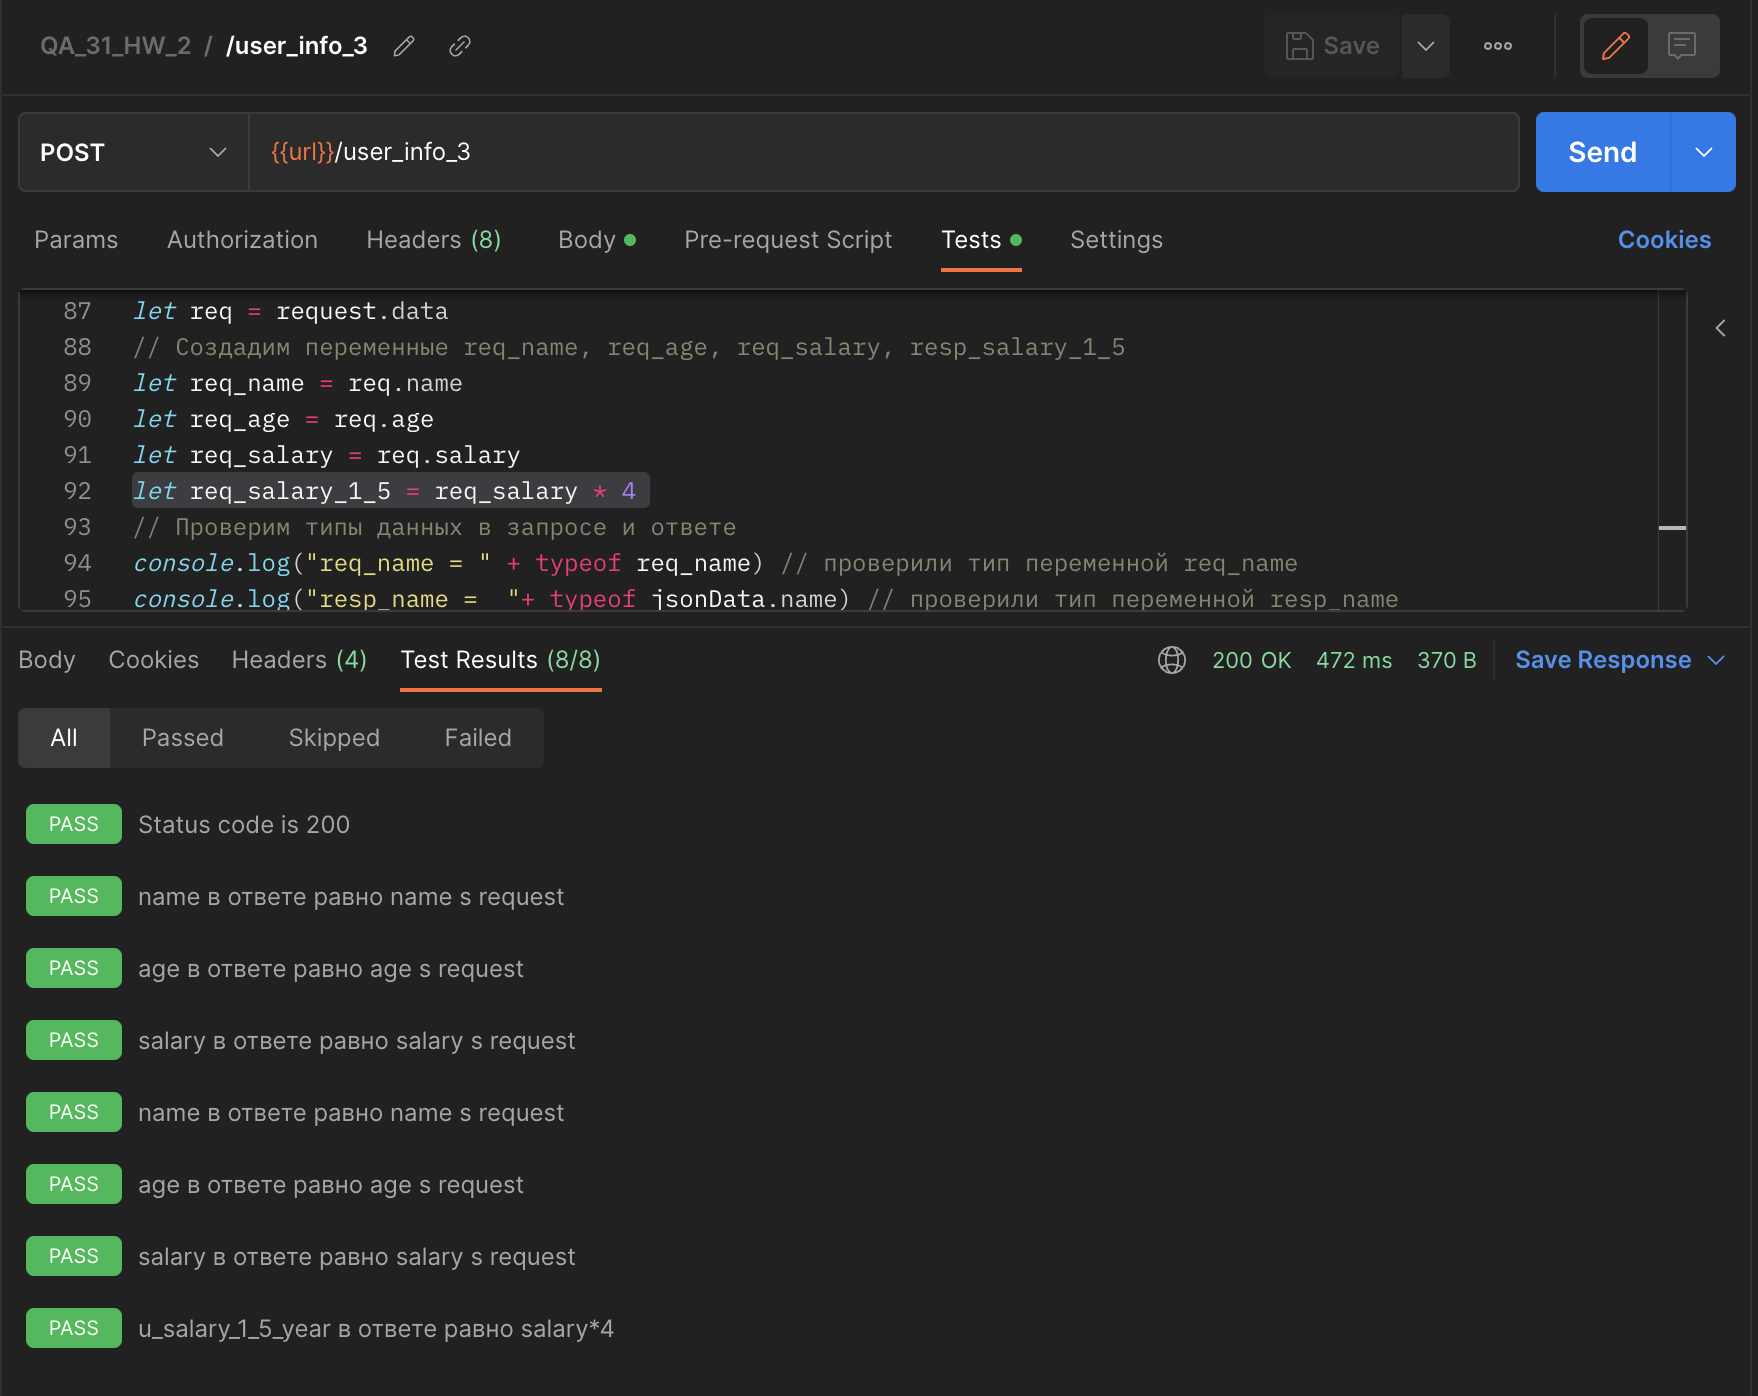 QA_31_HW_2 / /user_info_3
Save
POST
{{url}}/user_info_3
Send
Params Authorization Headers (8) Body Pre-request Script Tests Settings Cookies
87 let req = request.data
88 // Создадим переменные req_name, req_age, req_salary, resp_salary_1_5
89 let req_name = req.name
90 let req_age = req.age
91 let req_salary = req.salary
92 let req_salary_1_5 = req_salary * 4
93 // Проверим типы данных в запросе и ответе
94 console.log("req_name = " + typeof req_name) // проверили тип переменной req_name
95 console.log("resp_name =  "+ typeof jsonData.name) // проверили тип переменной resp_name
Body Cookies Headers (4) Test Results (8/8) 200 OK 472 ms 370 B Save Response
All Passed Skipped Failed
PASS Status code is 200
PASS name в ответе равно name s request
PASS age в ответе равно age s request
PASS salary в ответе равно salary s request
PASS name в ответе равно name s request
PASS age в ответе равно age s request
PASS salary в ответе равно salary s request
PASS u_salary_1_5_year в ответе равно salary*4